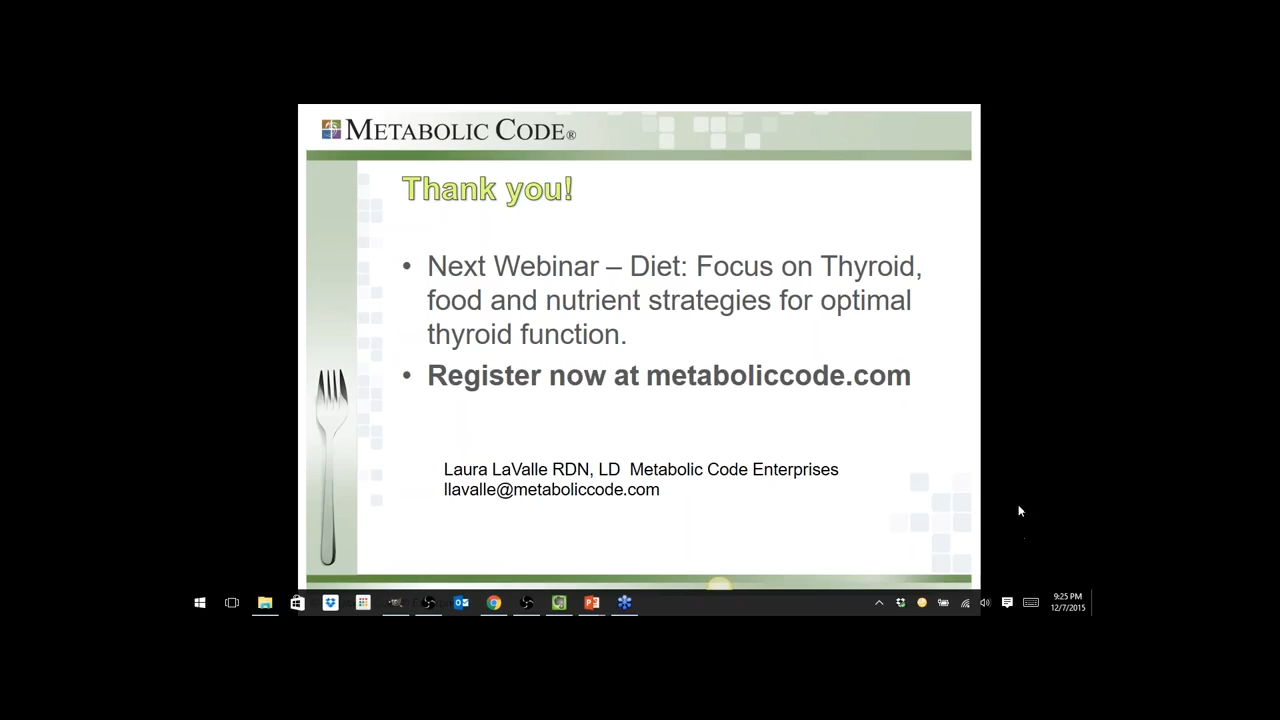 METABOLIC CODE®
Thank you!
• Next Webinar – Diet: Focus on Thyroid,
food and nutrient strategies for optimal
thyroid function.
• Register now at metaboliccode.com
Laura LaValle RDN, LD  Metabolic Code Enterprises
llavalle@metaboliccode.com
9:25 PM
12/7/2015